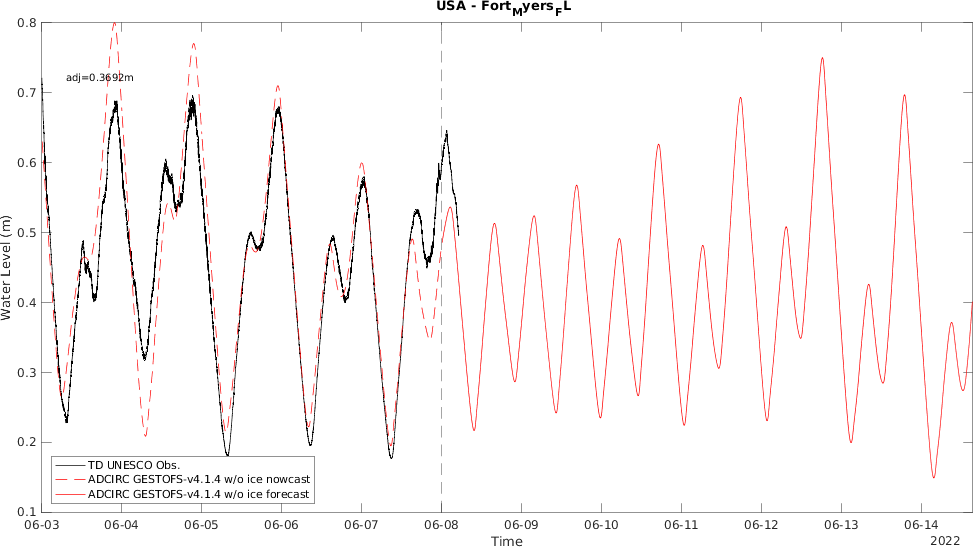 USA - Fort_Myers_FL
adj=0.3692m
0.8
0.7
0.6
0.5
0.4
0.3
0.2
0.1
Water Level (m)
TD UNESCO Obs.
ADCIRC GESTOFS-v4.1.4 w/o ice nowcast
ADCIRC GESTOFS-v4.1.4 w/o ice forecast
06-03 06-04 06-05 06-06 06-07 06-08 06-09 06-10 06-11 06-12 06-13 06-14
Time
2022